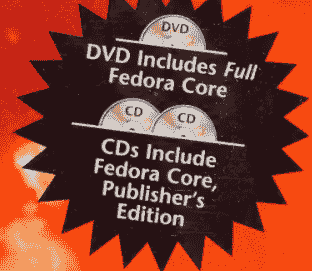 DVD
DVD Includes Full
Fedora Core
CD CD
CDs Include
Fedora Core,
Publisher's
Edition